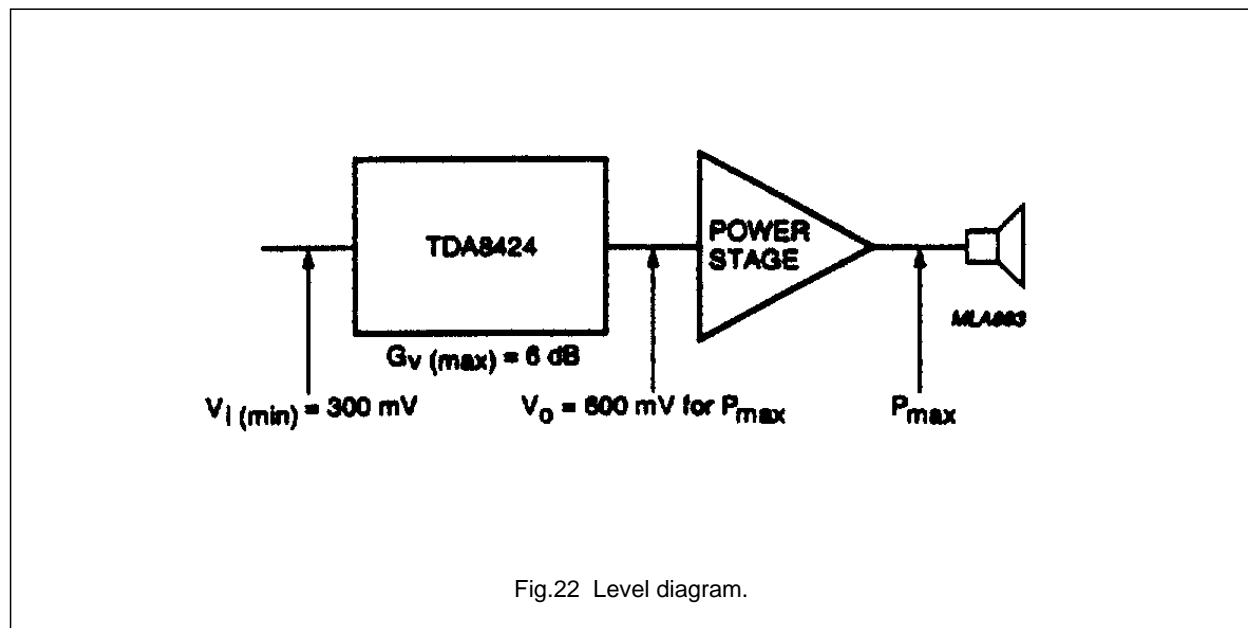 TDA8424
POWER
STAGE
MLA663
Gv (max) = 6 dB
Vi (min) = 300 mV
Vo = 600 mV for Pmax
Pmax
Fig.22 Level diagram.